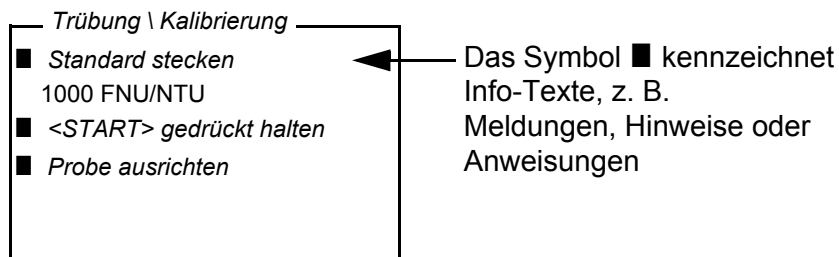 Trübung \ Kalibrierung
■ Standard stecken
1000 FNU/NTU
■ <START> gedrückt halten
■ Probe ausrichten
Das Symbol ■ kennzeichnet
Info-Texte, z. B.
Meldungen, Hinweise oder
Anweisungen